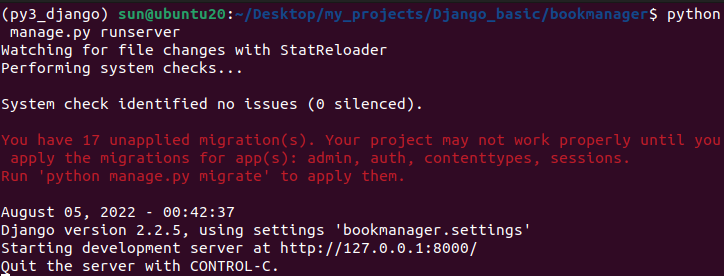 (py3_django) sun@ubuntu20:~/Desktop/my_projects/Django_basic/bookmanager$ python
 manage.py runserver
Watching for file changes with StatReloader
Performing system checks...

System check identified no issues (0 silenced).

You have 17 unapplied migration(s). Your project may not work properly until you
 apply the migrations for app(s): admin, auth, contenttypes, sessions.
Run 'python manage.py migrate' to apply them.

August 05, 2022 - 00:42:37
Django version 2.2.5, using settings 'bookmanager.settings'
Starting development server at http://127.0.0.1:8000/
Quit the server with CONTROL-C.